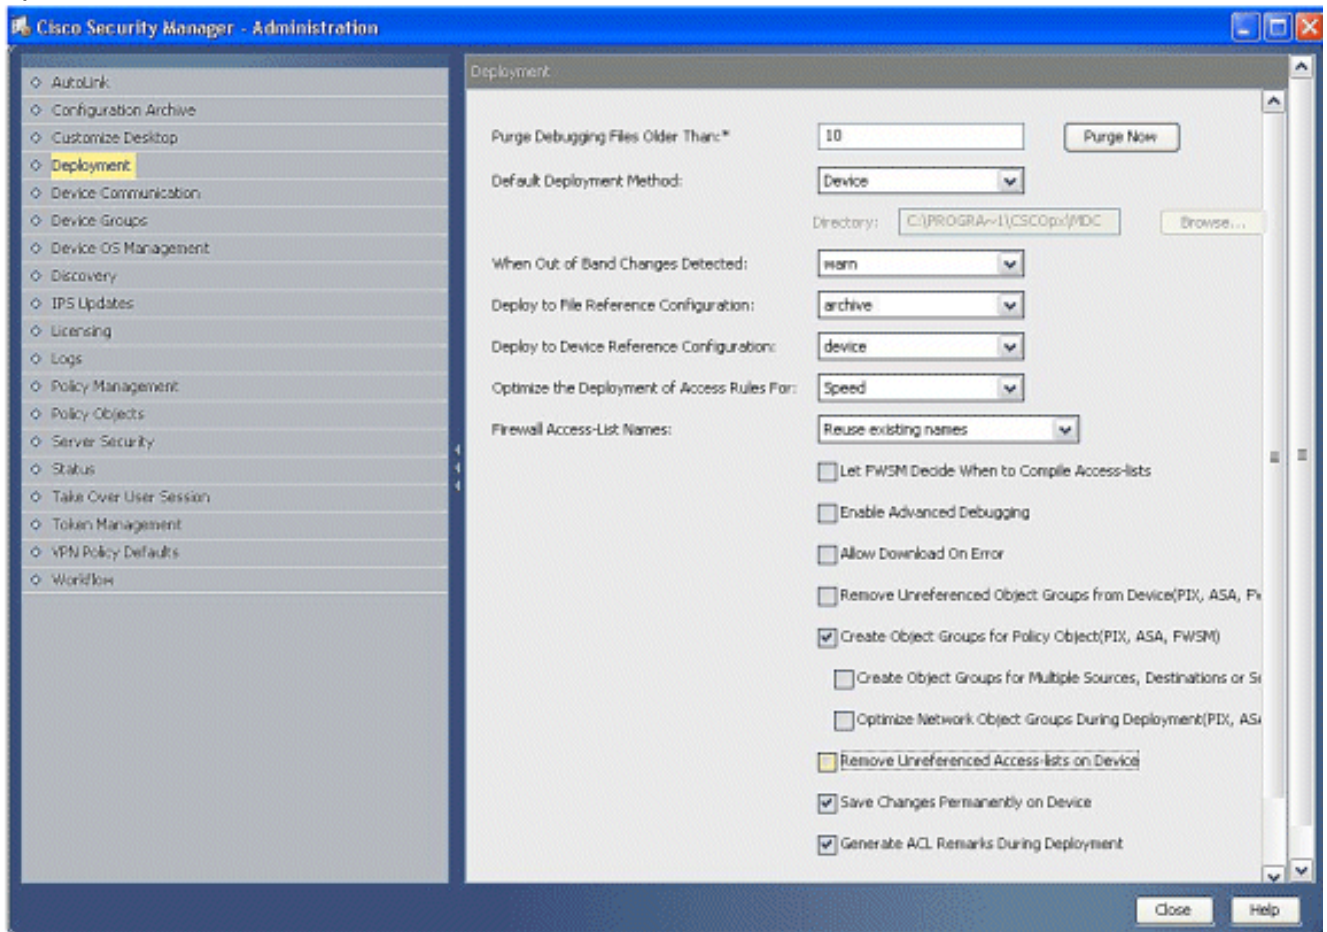 Cisco Security Manager - Administration
AutoLink
Configuration Archive
Customize Desktop
Deployment
Device Communication
Device Groups
Device OS Management
Discovery
IPS Updates
Licensing
Logs
Policy Management
Policy Objects
Server Security
Status
Take Over User Session
Token Management
VPN Policy Defaults
Workflow
Deployment
Purge Debugging Files Older Than:* 10 Purge Now
Default Deployment Method: Device
Directory: C:\PROGRA~1\CSCOpx\MDC Browse...
When Out of Band Changes Detected: warn
Deploy to File Reference Configuration: archive
Deploy to Device Reference Configuration: device
Optimize the Deployment of Access Rules For: Speed
Firewall Access-List Names: Reuse existing names
Let FWSM Decide When to Compile Access-lists
Enable Advanced Debugging
Allow Download On Error
Remove Unreferenced Object Groups from Device(PIX, ASA, FW
Create Object Groups for Policy Object(PIX, ASA, FWSM)
Create Object Groups for Multiple Sources, Destinations or Se
Optimize Network Object Groups During Deployment(PIX, ASA
Remove Unreferenced Access-lists on Device
Save Changes Permanently on Device
Generate ACL Remarks During Deployment
Close Help